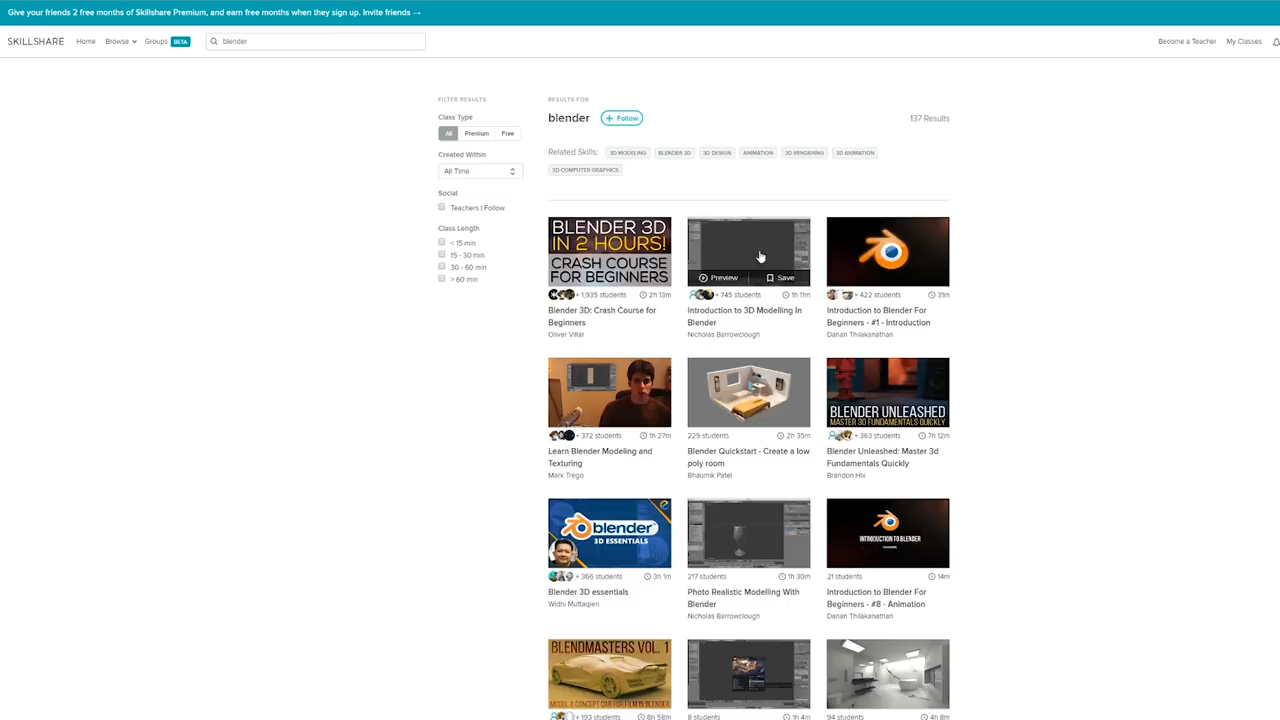 Give your friends 2 free months of Skillshare Premium, and earn free months when they sign up. Invite friends →
SKILLSHARE Home Browse Groups BETA blender Become a Teacher My Classes
FILTER RESULTS
Class Type
All Premium Free
Created Within
All Time
Social
Teachers I Follow
Class Length
< 15 min
15 - 30 min
30 - 60 min
> 60 min
RESULTS FOR
blender + Follow 137 Results
Related Skills: 3D MODELING BLENDER 3D 3D DESIGN ANIMATION 3D RENDERING 3D ANIMATION
3D COMPUTER GRAPHICS
BLENDER 3D
IN 2 HOURS!
CRASH COURSE
FOR BEGINNERS
+ 1,935 students 2h 13m
Blender 3D: Crash Course for
Beginners
Oliver Villar
Preview Save
+ 745 students 1h 11m
Introduction to 3D Modelling In
Blender
Nicholas Barrowclough
+ 422 students 31m
Introduction to Blender For
Beginners - #1 - Introduction
Danan Thilakanathan
+ 372 students 1h 27m
Learn Blender Modeling and
Texturing
Mark Trego
229 students 2h 35m
Blender Quickstart - Create a low
poly room
Bhaumik Patel
BLENDER UNLEASHED
MASTER 3D FUNDAMENTALS QUICKLY
+ 363 students 7h 12m
Blender Unleashed: Master 3d
Fundamentals Quickly
Brandon Hix
blender
3D ESSENTIALS
+ 366 students 3h 1m
Blender 3D essentials
Widhi Muttaqien
217 students 1h 30m
Photo Realistic Modelling With
Blender
Nicholas Barrowclough
INTRODUCTION TO BLENDER
21 students 14m
Introduction to Blender For
Beginners - #8 - Animation
Danan Thilakanathan
BLENDMASTERS VOL. 1
MODEL A CONCEPT CAR FOR FILM IN BLENDER
+ 193 students 8h 58m
8 students 1h 4m
94 students 4h 8m